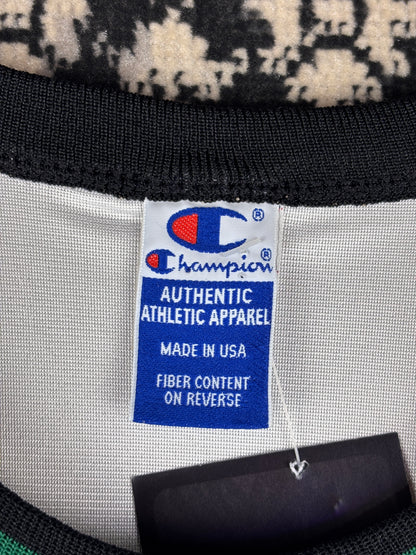 ®
Champion®
AUTHENTIC
ATHLETIC APPAREL
MADE IN USA
FIBER CONTENT
ON REVERSE